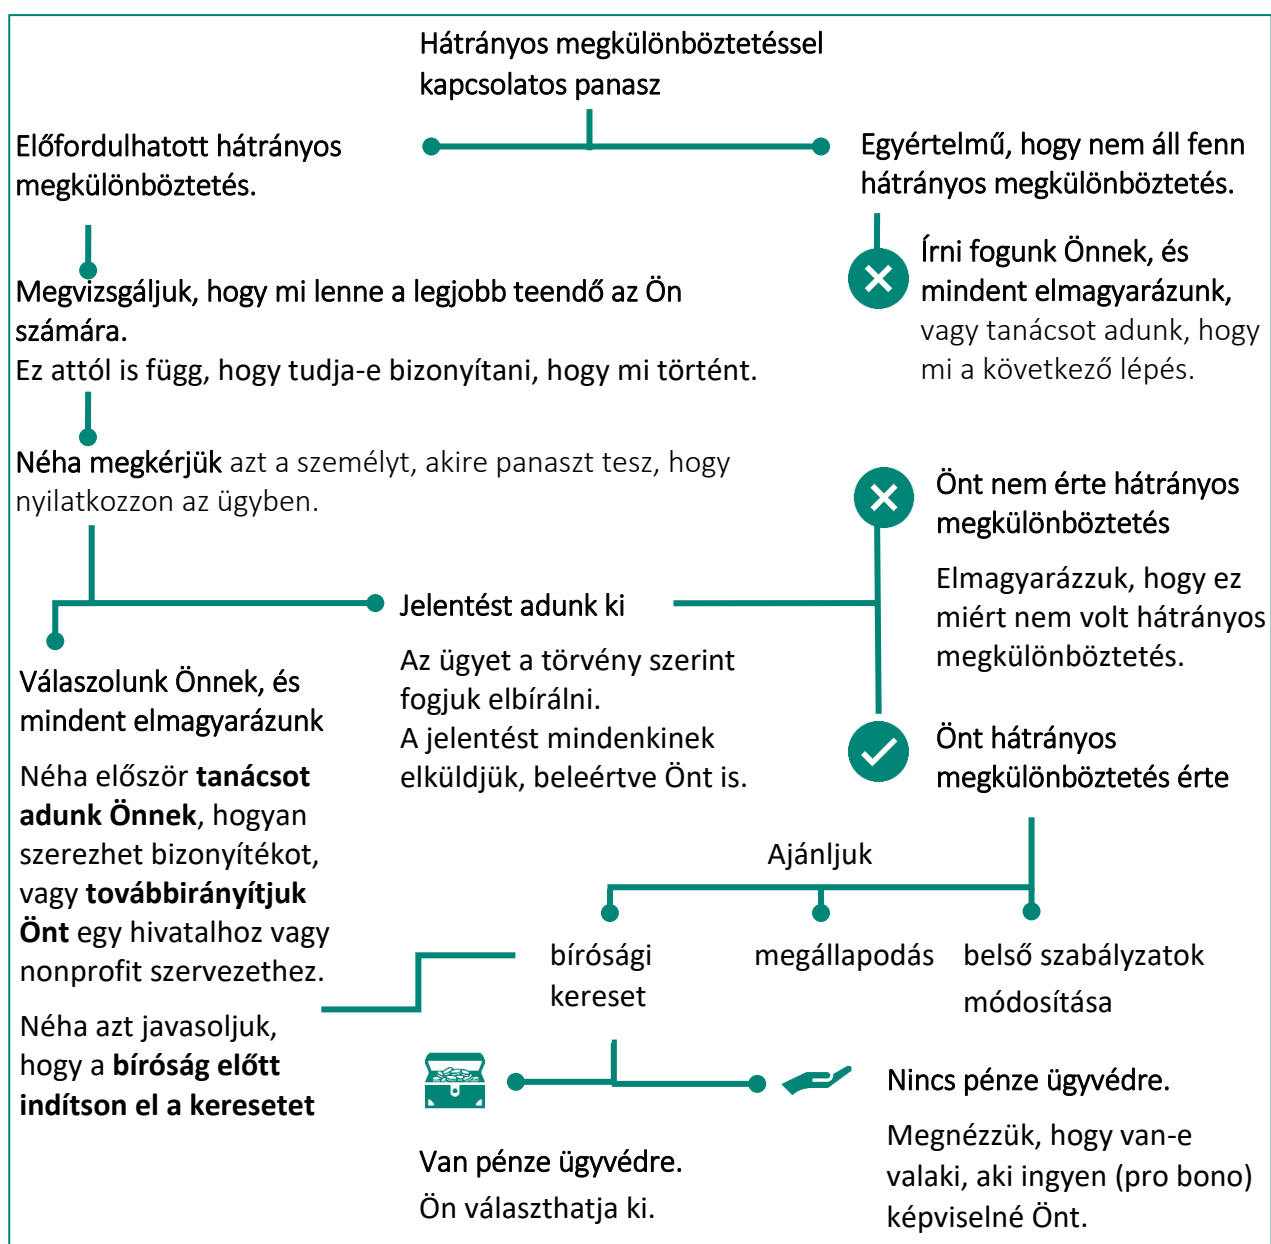 Hátrányos megkülönböztetéssel
kapcsolatos panasz
Előfordulhatott hátrányos
megkülönböztetés.
Egyértelmű, hogy nem áll fenn
hátrányos megkülönböztetés.
Írni fogunk Önnek, és
mindent elmagyarázunk,
vagy tanácsot adunk, hogy
mi a következő lépés.
Megvizsgáljuk, hogy mi lenne a legjobb teendő az Ön
számára.
Ez attól is függ, hogy tudja-e bizonyítani, hogy mi történt.
Néha megkérjük azt a személyt, akire panaszt tesz, hogy
nyilatkozzon az ügyben.
Önt nem érte hátrányos
megkülönböztetés
Elmagyarázzuk, hogy ez
miért nem volt hátrányos
megkülönböztetés.
Jelentést adunk ki
Az ügyet a törvény szerint
fogjuk elbírálni.
A jelentést mindenkinek
elküldjük, beleértve Önt is.
Válaszolunk Önnek, és
mindent elmagyarázunk
Néha először tanácsot
adunk Önnek, hogyan
szerezhet bizonyítékot,
vagy továbbirányítjuk
Önt egy hivatalhoz vagy
nonprofit szervezethez.
Néha azt javasoljuk,
hogy a bíróság előtt
indítson el a keresetet
Önt hátrányos
megkülönböztetés érte
Ajánljuk
bírósági
kereset
megállapodás
belső szabályzatok
módosítása
Van pénze ügyvédre.
Ön választhatja ki.
Nincs pénze ügyvédre.
Megnézzük, hogy van-e
valaki, aki ingyen (pro bono)
képviselné Önt.